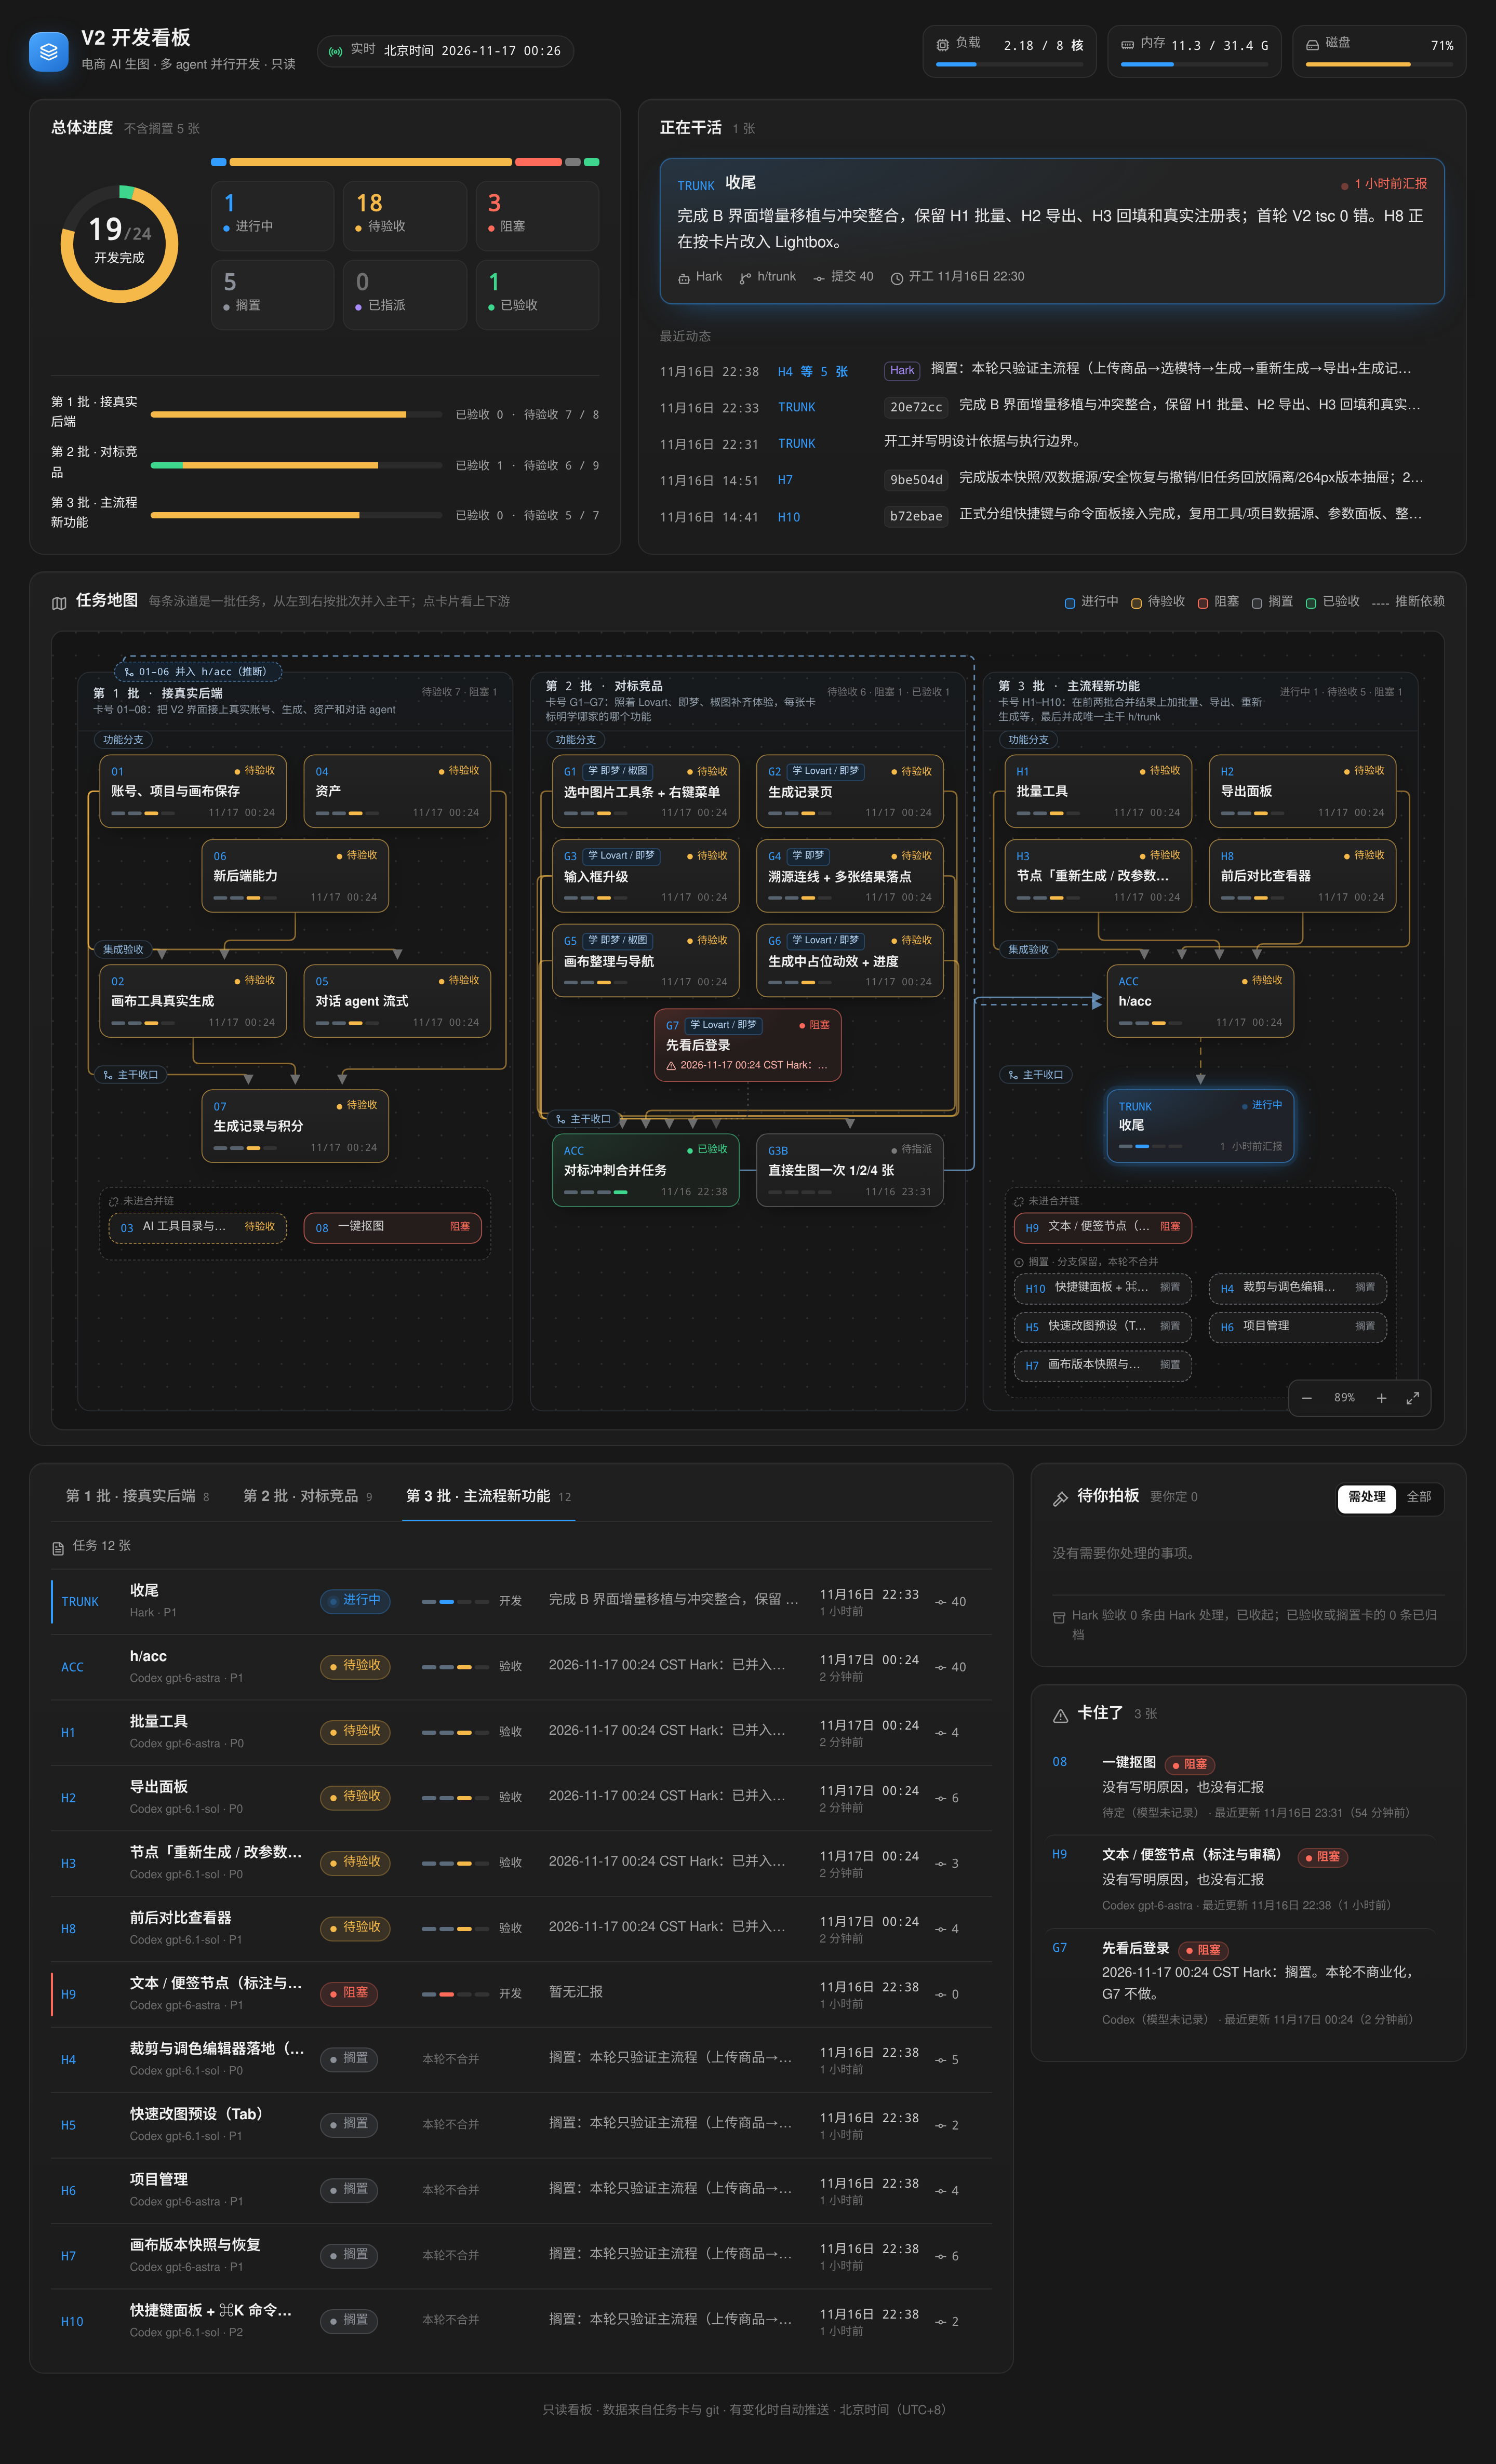 V2 开发看板
电商 AI 生图 · 多 agent 并行开发 · 只读
实时 北京时间 2026-11-17 00:26
负载 2.18 / 8 核
内存 11.3 / 31.4 G
磁盘 71%
总体进度 不含搁置 5 张
19/24
开发完成
1
进行中
18
待验收
3
阻塞
5
搁置
0
已指派
1
已验收
第 1 批 · 接真实
后端
已验收 0 · 待验收 7 / 8
第 2 批 · 对标竞
品
已验收 1 · 待验收 6 / 9
第 3 批 · 主流程
新功能
已验收 0 · 待验收 5 / 7
正在干活 1 张
TRUNK 收尾
1 小时前汇报
完成 B 界面增量移植与冲突整合，保留 H1 批量、H2 导出、H3 回填和真实注册表；首轮 V2 tsc 0 错。H8 正
在按卡片改入 Lightbox。
Hark h/trunk 提交 40 开工 11月16日 22:30
最近动态
11月16日 22:38 H4 等 5 张 Hark 搁置：本轮只验证主流程（上传商品→选模特→生成→重新生成→导出+生成记…
11月16日 22:33 TRUNK 20e72cc 完成 B 界面增量移植与冲突整合，保留 H1 批量、H2 导出、H3 回填和真实…
11月16日 22:31 TRUNK 开工并写明设计依据与执行边界。
11月16日 14:51 H7 9be504d 完成版本快照/双数据源/安全恢复与撤销/旧任务回放隔离/264px版本抽屉；2…
11月16日 14:41 H10 b72ebae 正式分组快捷键与命令面板接入完成，复用工具/项目数据源、参数面板、整…
任务地图 每条泳道是一批任务，从左到右按批次并入主干；点卡片看上下游
进行中 待验收 阻塞 搁置 已验收 推断依赖
01-06 并入 h/acc（推断）
第 1 批 · 接真实后端
待验收 7 · 阻塞 1
卡号 01–08：把 V2 界面接上真实账号、生成、资产和对话 agent
功能分支
01 待验收
账号、项目与画布保存
11/17 00:24
04 待验收
资产
11/17 00:24
06 待验收
新后端能力
11/17 00:24
集成验收
02 待验收
画布工具真实生成
11/17 00:24
05 待验收
对话 agent 流式
11/17 00:24
主干收口
07 待验收
生成记录与积分
11/17 00:24
未进合并链
03 AI 工具目录与… 待验收
08 一键抠图 阻塞
第 2 批 · 对标竞品
待验收 6 · 阻塞 1 · 已验收 1
卡号 G1–G7：照着 Lovart、即梦、椒图补齐体验，每张卡
标明学哪家的哪个功能
功能分支
G1 学 即梦 / 椒图 待验收
选中图片工具条 + 右键菜单
11/17 00:24
G2 学 Lovart / 即梦 待验收
生成记录页
11/17 00:24
G3 学 Lovart / 即梦 待验收
输入框升级
11/17 00:24
G4 学 即梦 待验收
溯源连线 + 多张结果落点
11/17 00:24
G5 学 即梦 / 椒图 待验收
画布整理与导航
11/17 00:24
G6 学 Lovart / 即梦 待验收
生成中占位动效 + 进度
11/17 00:24
G7 学 Lovart / 即梦 阻塞
先看后登录
2026-11-17 00:24 CST Hark：…
主干收口
ACC 已验收
对标冲刺合并任务
11/16 22:38
G3B 待指派
直接生图一次 1/2/4 张
11/16 23:31
第 3 批 · 主流程新功能
进行中 1 · 待验收 5 · 阻塞 1
卡号 H1–H10：在前两批合并结果上加批量、导出、重新
生成等，最后并成唯一主干 h/trunk
功能分支
H1 待验收
批量工具
11/17 00:24
H2 待验收
导出面板
11/17 00:24
H3 待验收
节点「重新生成 / 改参数…
11/17 00:24
H8 待验收
前后对比查看器
11/17 00:24
集成验收
ACC 待验收
h/acc
11/17 00:24
主干收口
TRUNK 进行中
收尾
1 小时前汇报
未进合并链
H9 文本 / 便签节点（… 阻塞
搁置 · 分支保留，本轮不合并
H10 快捷键面板 + ⌘… 搁置
H4 裁剪与调色编辑… 搁置
H5 快速改图预设（T… 搁置
H6 项目管理 搁置
H7 画布版本快照与… 搁置
89%
第 1 批 · 接真实后端 8
第 2 批 · 对标竞品 9
第 3 批 · 主流程新功能 12
任务 12 张
TRUNK 收尾 进行中 开发 完成 B 界面增量移植与冲突整合，保留 … 11月16日 22:33 40
Hark · P1 1 小时前
ACC h/acc 待验收 验收 2026-11-17 00:24 CST Hark：已并入… 11月17日 00:24 40
Codex gpt-6-astra · P1 2 分钟前
H1 批量工具 待验收 验收 2026-11-17 00:24 CST Hark：已并入… 11月17日 00:24 4
Codex gpt-6-astra · P0 2 分钟前
H2 导出面板 待验收 验收 2026-11-17 00:24 CST Hark：已并入… 11月17日 00:24 6
Codex gpt-6.1-sol · P0 2 分钟前
H3 节点「重新生成 / 改参数… 待验收 验收 2026-11-17 00:24 CST Hark：已并入… 11月17日 00:24 3
Codex gpt-6.1-sol · P0 2 分钟前
H8 前后对比查看器 待验收 验收 2026-11-17 00:24 CST Hark：已并入… 11月17日 00:24 4
Codex gpt-6.1-sol · P1 2 分钟前
H9 文本 / 便签节点（标注与… 阻塞 开发 暂无汇报 11月16日 22:38 0
Codex gpt-6-astra · P1 1 小时前
H4 裁剪与调色编辑器落地（… 搁置 本轮不合并 搁置：本轮只验证主流程（上传商品→… 11月16日 22:38 5
Codex gpt-6.1-sol · P0 1 小时前
H5 快速改图预设（Tab） 搁置 本轮不合并 搁置：本轮只验证主流程（上传商品→… 11月16日 22:38 2
Codex gpt-6.1-sol · P1 1 小时前
H6 项目管理 搁置 本轮不合并 搁置：本轮只验证主流程（上传商品→… 11月16日 22:38 4
Codex gpt-6-astra · P1 1 小时前
H7 画布版本快照与恢复 搁置 本轮不合并 搁置：本轮只验证主流程（上传商品→… 11月16日 22:38 6
Codex gpt-6-astra · P1 1 小时前
H10 快捷键面板 + ⌘K 命令… 搁置 本轮不合并 搁置：本轮只验证主流程（上传商品→… 11月16日 22:38 2
Codex gpt-6.1-sol · P2 1 小时前
待你拍板 要你定 0
需处理 全部
没有需要你处理的事项。
Hark 验收 0 条由 Hark 处理，已收起；已验收或搁置卡的 0 条已归
档
卡住了 3 张
08 一键抠图 阻塞
没有写明原因，也没有汇报
待定（模型未记录） · 最近更新 11月16日 23:31（54 分钟前）
H9 文本 / 便签节点（标注与审稿） 阻塞
没有写明原因，也没有汇报
Codex gpt-6-astra · 最近更新 11月16日 22:38（1 小时前）
G7 先看后登录 阻塞
2026-11-17 00:24 CST Hark：搁置。本轮不商业化，
G7 不做。
Codex（模型未记录） · 最近更新 11月17日 00:24（2 分钟前）
只读看板 · 数据来自任务卡与 git · 有变化时自动推送 · 北京时间（UTC+8）